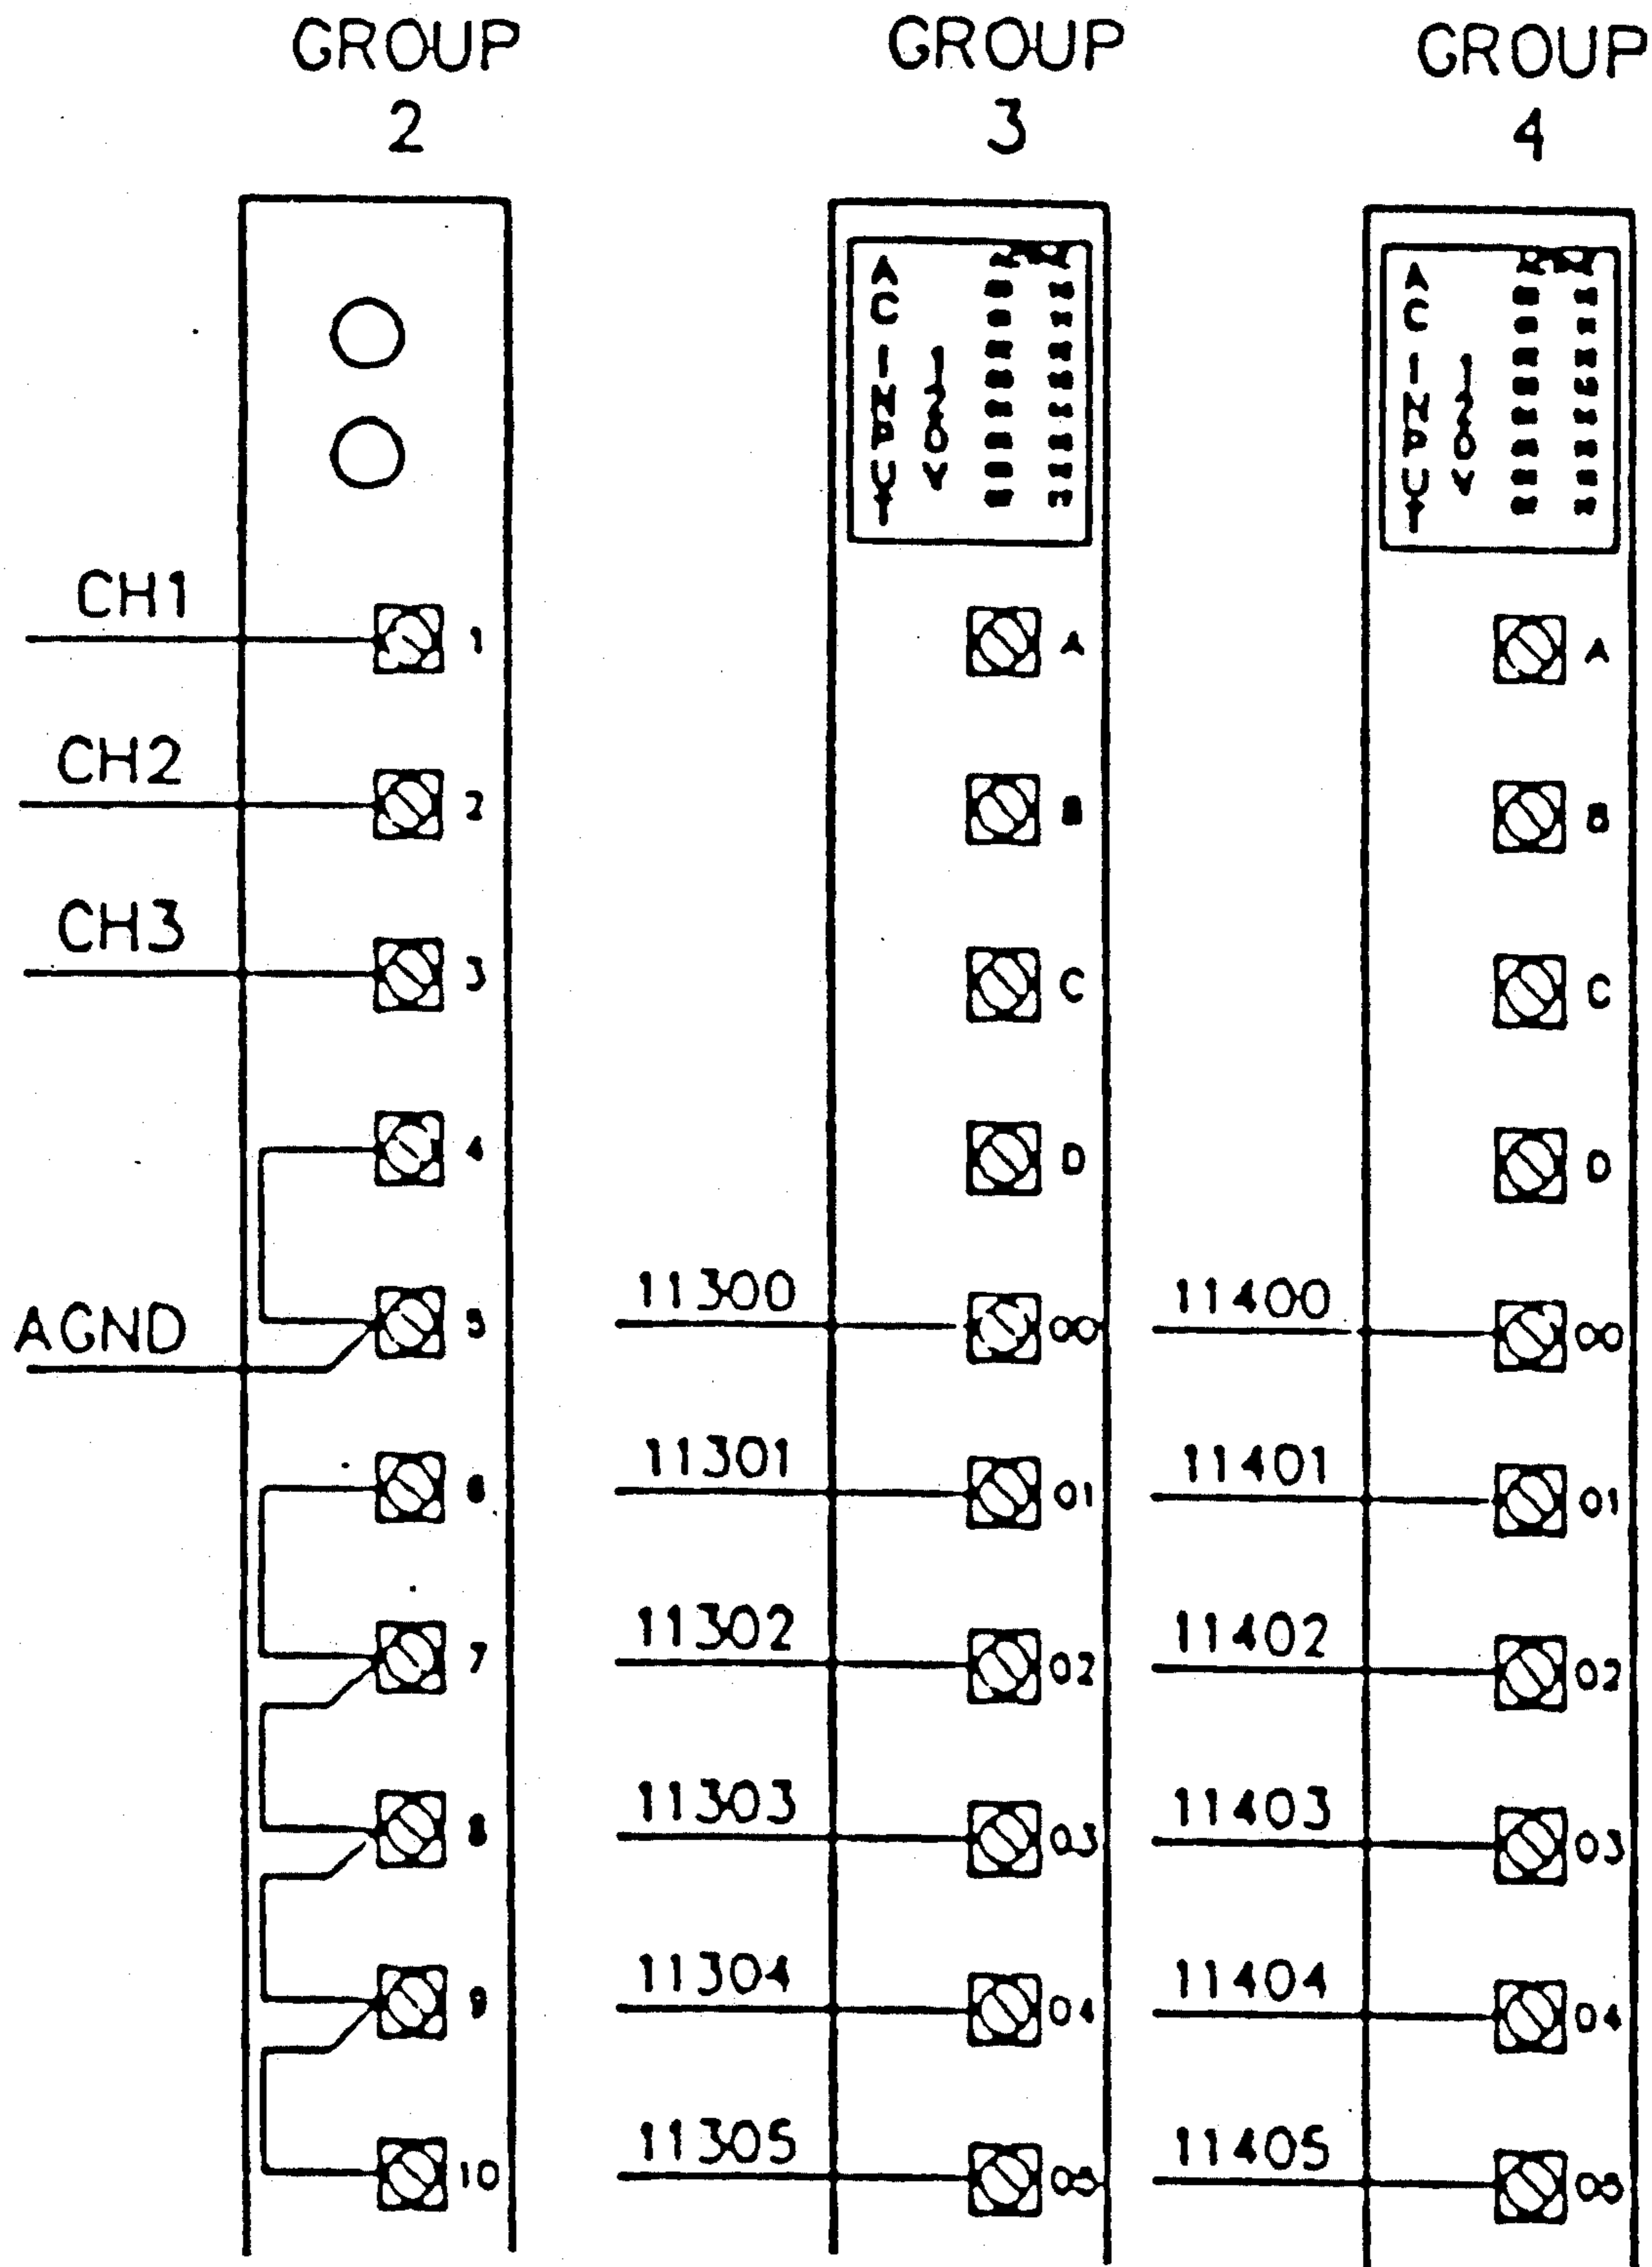 GROUP
2
CH1
1
CH2
2
CH3
3
4
AGND
5
6
7
8
9
10
GROUP
3
AC INPUT
120V
A
B
C
D
11300
00
11301
01
11302
02
11303
03
11304
04
11305
05
GROUP
4
AC INPUT
120V
A
B
C
D
11400
00
11401
01
11402
02
11403
03
11404
04
11405
05